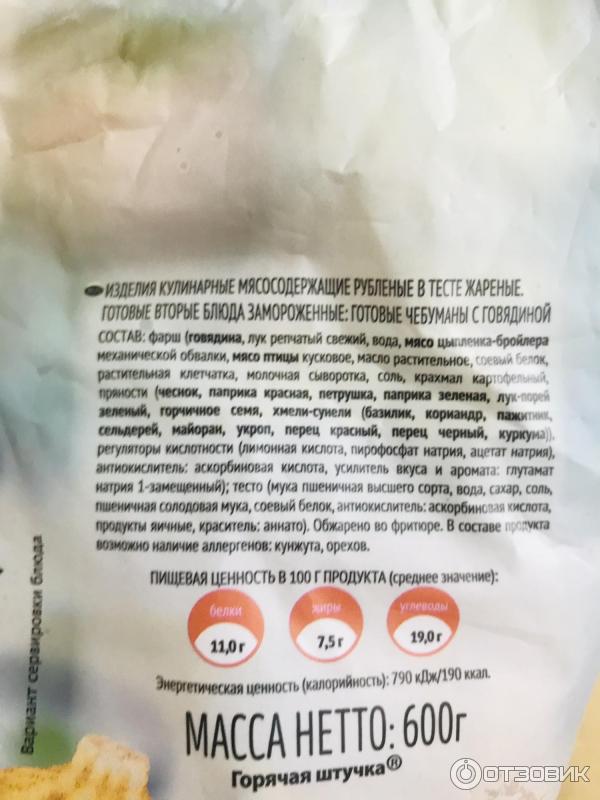 ИЗДЕЛИЯ КУЛИНАРНЫЕ МЯСОСОДЕРЖАЩИЕ РУБЛЕНЫЕ В ТЕСТЕ ЖАРЕНЫЕ.
ГОТОВЫЕ ВТОРЫЕ БЛЮДА ЗАМОРОЖЕННЫЕ: ГОТОВЫЕ ЧЕБУМАНЫ С ГОВЯДИНОЙ
СОСТАВ: фарш (говядина, лук репчатый свежий, вода, мясо цыпленка-бройлера
механической обвалки, мясо птицы кусковое, масло растительное, соевый белок,
растительная клетчатка, молочная сыворотка, соль, крахмал картофельный,
пряности (чеснок, паприка красная, петрушка, паприка зеленая, лук-порей
зеленый, горчичное семя, хмели-сунели (базилик, кориандр, пажитник,
сельдерей, майоран, укроп, перец красный, перец черный, куркума)),
регуляторы кислотности (лимонная кислота, пирофосфат натрия, ацетат натрия),
антиокислитель: аскорбиновая кислота, усилитель вкуса и аромата: глутамат
натрия 1-замещенный); тесто (мука пшеничная высшего сорта, вода, сахар, соль,
пшеничная солодовая мука, соевый белок, антиокислитель: аскорбиновая кислота,
продукты яичные, краситель: аннато). Обжарено во фритюре. В составе продукта
возможно наличие аллергенов: кунжута, орехов.
ПИЩЕВАЯ ЦЕННОСТЬ В 100 Г ПРОДУКТА (среднее значение):
белки жиры углеводы
11,0 г 7,5 г 19,0 г
Энергетическая ценность (калорийность): 790 кДж/190 ккал.
МАССА НЕТТО: 600г
Горячая штучка®
Вариант сервировки блюда
ОТЗОВИК